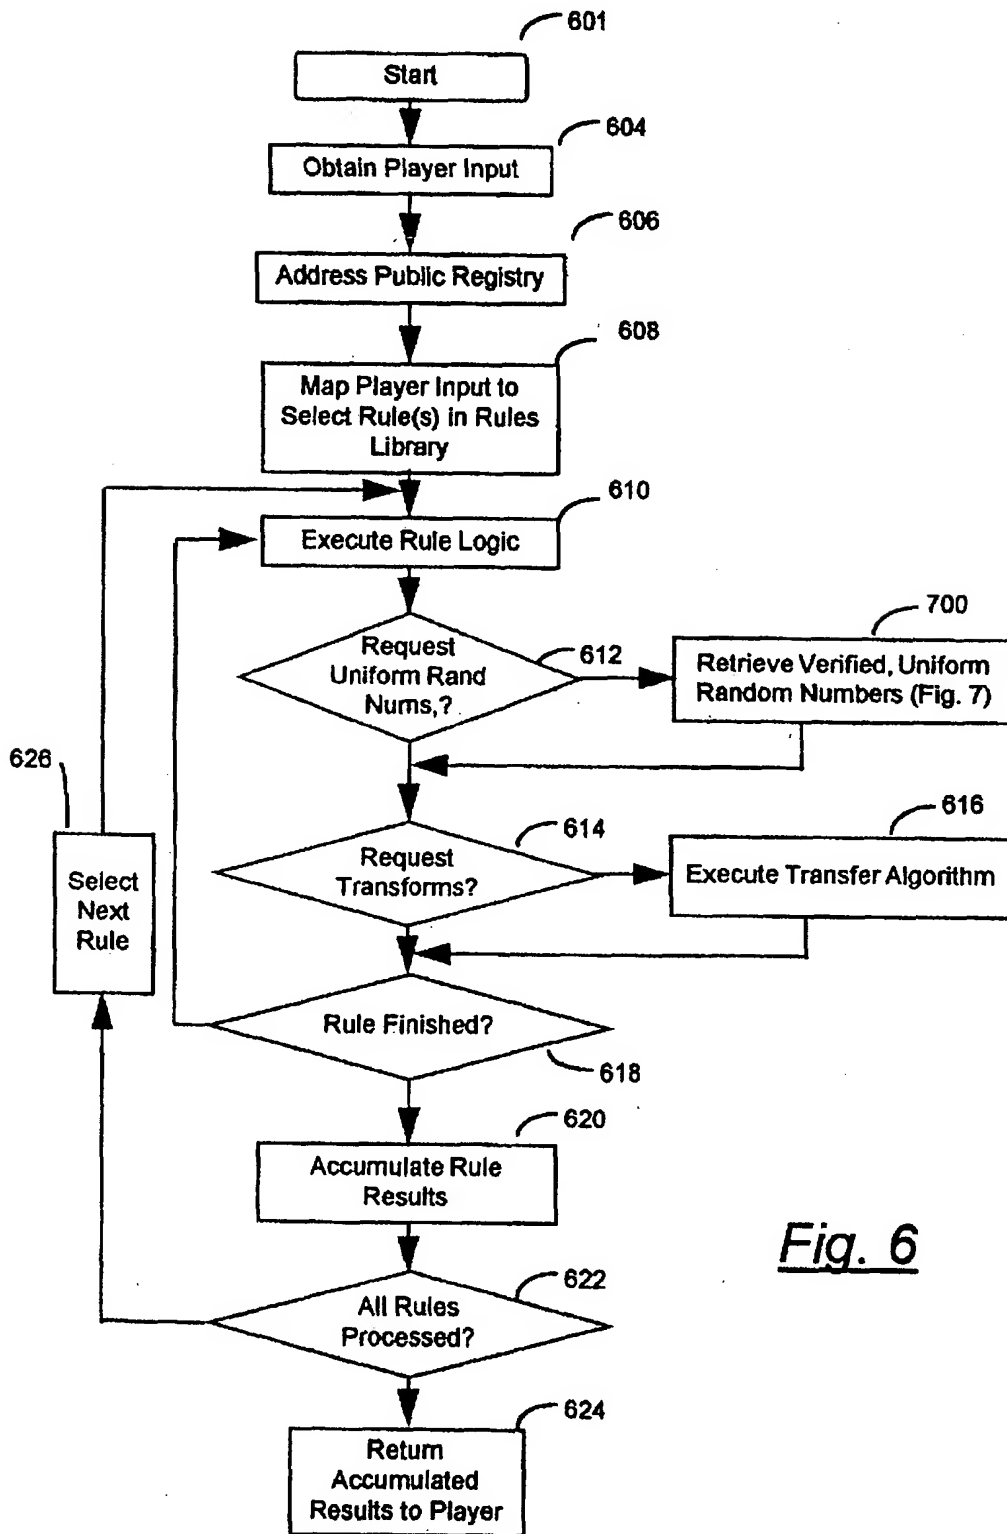 601
Start
604
Obtain Player Input
606
Address Public Registry
608
Map Player Input to
Select Rule(s) in Rules
Library
610
Execute Rule Logic
700
Request
Uniform Rand
Nums,?
612
Retrieve Verified, Uniform
Random Numbers (Fig. 7)
626
616
614
Request
Transforms?
Execute Transfer Algorithm
Select
Next
Rule
Rule Finished?
618
620
Accumulate Rule
Results
Fig. 6
622
All Rules
Processed?
624
Return
Accumulated
Results to Player